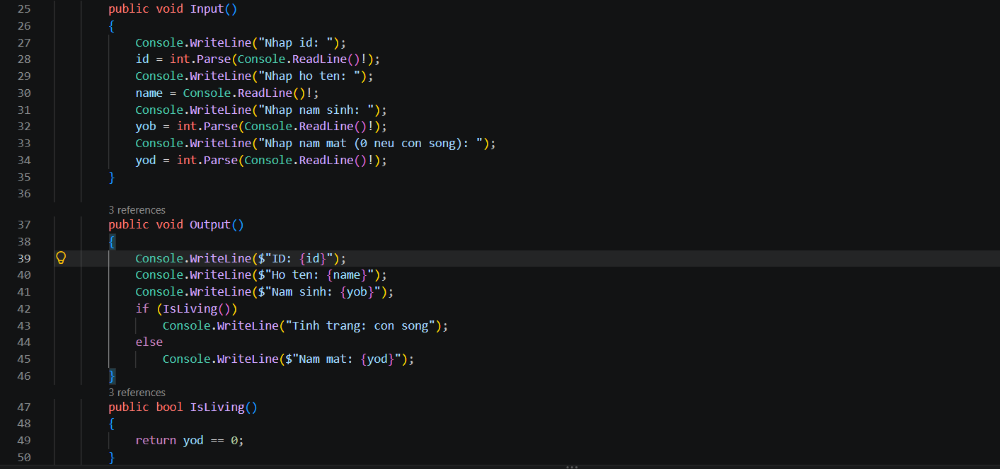 25 public void Input()
26 {
27 Console.WriteLine("Nhap id: ");
28 id = int.Parse(Console.ReadLine()!);
29 Console.WriteLine("Nhap ho ten: ");
30 name = Console.ReadLine()!;
31 Console.WriteLine("Nhap nam sinh: ");
32 yob = int.Parse(Console.ReadLine()!);
33 Console.WriteLine("Nhap nam mat (0 neu con song): ");
34 yod = int.Parse(Console.ReadLine()!);
35 }
36
3 references
37 public void Output()
38 {
39 Console.WriteLine($"ID: {id}");
40 Console.WriteLine($"Ho ten: {name}");
41 Console.WriteLine($"Nam sinh: {yob}");
42 if (IsLiving())
43 Console.WriteLine("Tinh trang: con song");
44 else
45 Console.WriteLine($"Nam mat: {yod}");
46 }
3 references
47 public bool IsLiving()
48 {
49 return yod == 0;
50 }